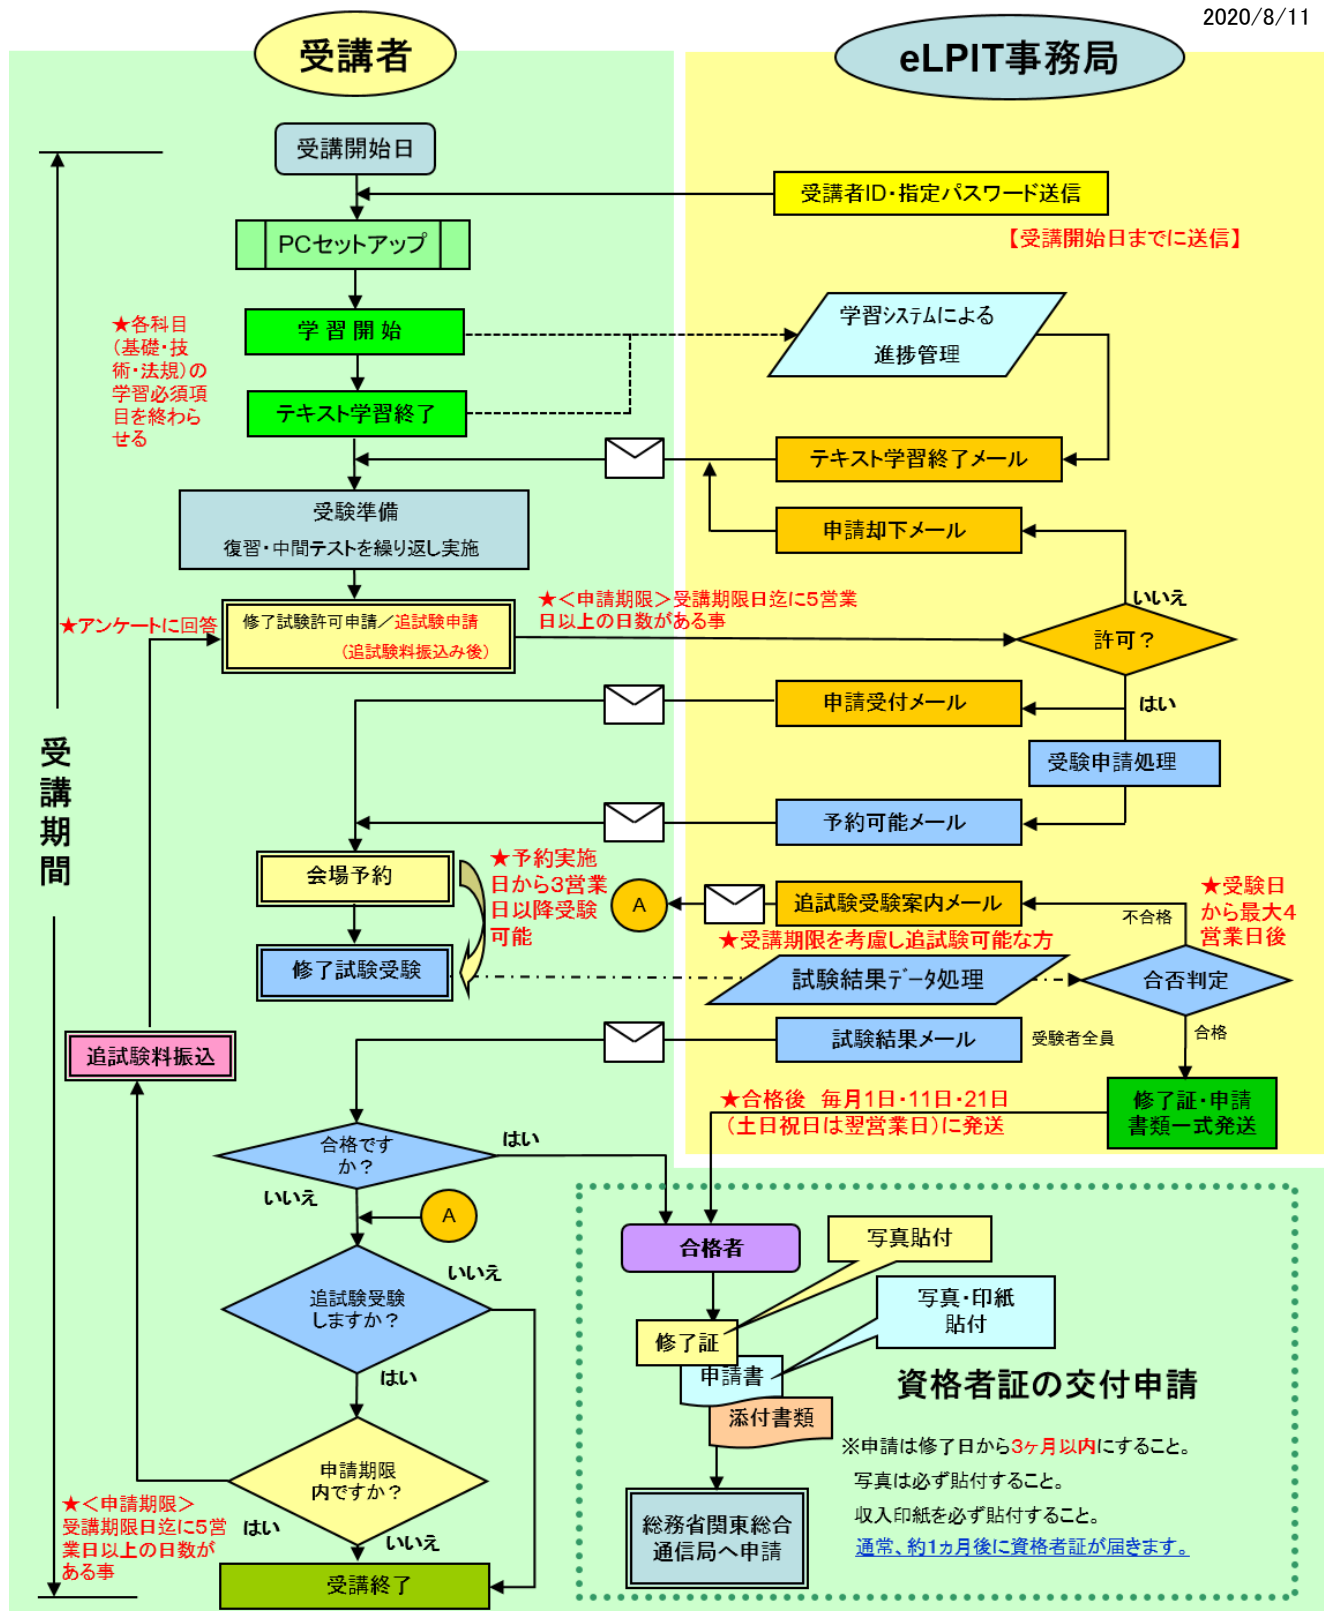 2020/8/11
受講者
eLPIT事務局
受講開始日
受講者ID・指定パスワード送信
【受講開始日までに送信】
PCセットアップ
学習開始
学習システムによる
進捗管理
★各科目
(基礎・技
術・法規)の
学習必須項
目を終わら
せる
テキスト学習終了
テキスト学習終了メール
受験準備
復習・中間テストを繰り返し実施
申請却下メール
いいえ
★アンケートに回答
修了試験許可申請／追試験申請
(追試験料振込み後)
★＜申請期限＞受講期限日迄に5営業
日以上の日数がある事
許可？
はい
申請受付メール
受験申請処理
予約可能メール
受講期間
会場予約
★予約実施
日から3営業
日以降受験
可能
A
追試験受験案内メール
不合格
★受験日
から最大4
営業日後
★受講期限を考慮し追試験可能な方
修了試験受験
試験結果データ処理
合否判定
試験結果メール
受験者全員
合格
追試験料振込
★合格後　毎月1日・11日・21日
(土日祝日は翌営業日)に発送
修了証・申請
書類一式発送
合格です
か？
はい
いいえ
A
合格者
写真貼付
追試験受験
しますか？
いいえ
はい
写真・印紙
貼付
修了証
申請書
添付書類
資格者証の交付申請
※申請は修了日から3ヶ月以内にすること。
写真は必ず貼付すること。
収入印紙を必ず貼付すること。
通常、約1ヵ月後に資格者証が届きます。
申請期限
内ですか？
はい
いいえ
★＜申請期限＞
受講期限日迄に5営
業日以上の日数が
ある事
総務省関東総合
通信局へ申請
受講終了